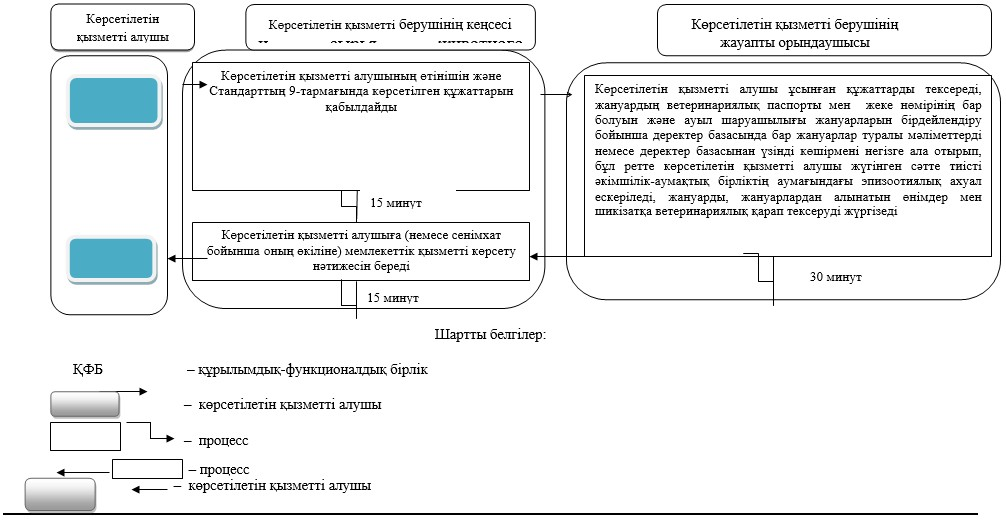 Көрсетілетін
қызметті алушы
Көрсетілетін қызметті берушінің кеңсесі
Көрсетілетін қызметті берушінің
жауапты орындаушысы
Көрсетілетін қызметті алушының өтінішін және
Стандарттың 9-тармағында көрсетілген құжаттарын
қабылдайды
15 минут
Көрсетілетін қызметті алушыға (немесе сенімхат
бойынша оның өкіліне) мемлекеттік қызметті көрсету
нәтижесін береді
15 минут
Көрсетілетін қызметті алушы ұсынған құжаттарды тексереді,
жануардың ветеринариялық паспорты мен жеке нөмірінің бар
болуын және ауыл шаруашылығы жануарларын бірдейлендіру
бойынша деректер базасында бар жануарлар туралы мәліметтерді
немесе деректер базасынан үзінді көшірмені негізге ала отырып,
бұл ретте көрсетілетін қызметті алушы жүгінген сәтте тиісті
әкімшілік-аумақтық бірліктің аумағындағы эпизоотиялық ахуал
ескеріледі, жануарды, жануарлардан алынатын өнімдер мен
шикізатқа ветеринариялық қарап тексеруді жүргізеді
30 минут
Шартты белгілер:
ҚФБ – құрылымдық-функционалдық бірлік
– көрсетілетін қызметті алушы
– процесс
– процесс
– көрсетілетін қызметті алушы